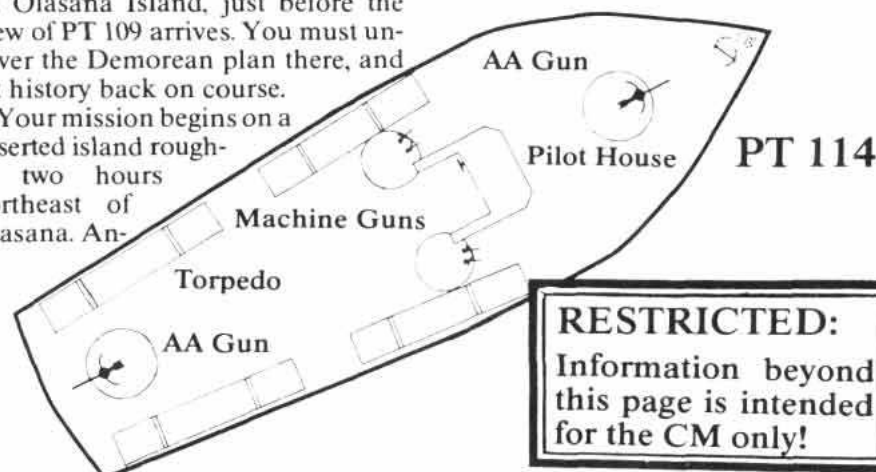 Olasana Island, just before the
ew of PT 109 arrives. You must un-
ver the Demorean plan there, and
history back on course.
Your mission begins on a
serted island rough-
two hours
rtheast of
asana. An-
AA Gun
Pilot House
PT 114
Machine Guns
Torpedo
AA Gun
RESTRICTED:
Information beyond
this page is intended
for the CM only!